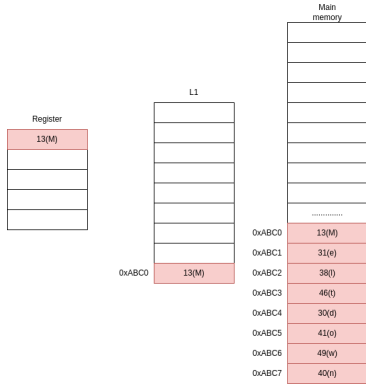 Main
memory
L1
Register
13(M)
..............
0xABC0 13(M)
0xABC1 31(e)
0xABC0 13(M)
0xABC2 38(l)
0xABC3 46(t)
0xABC4 30(d)
0xABC5 41(o)
0xABC6 49(w)
0xABC7 40(n)